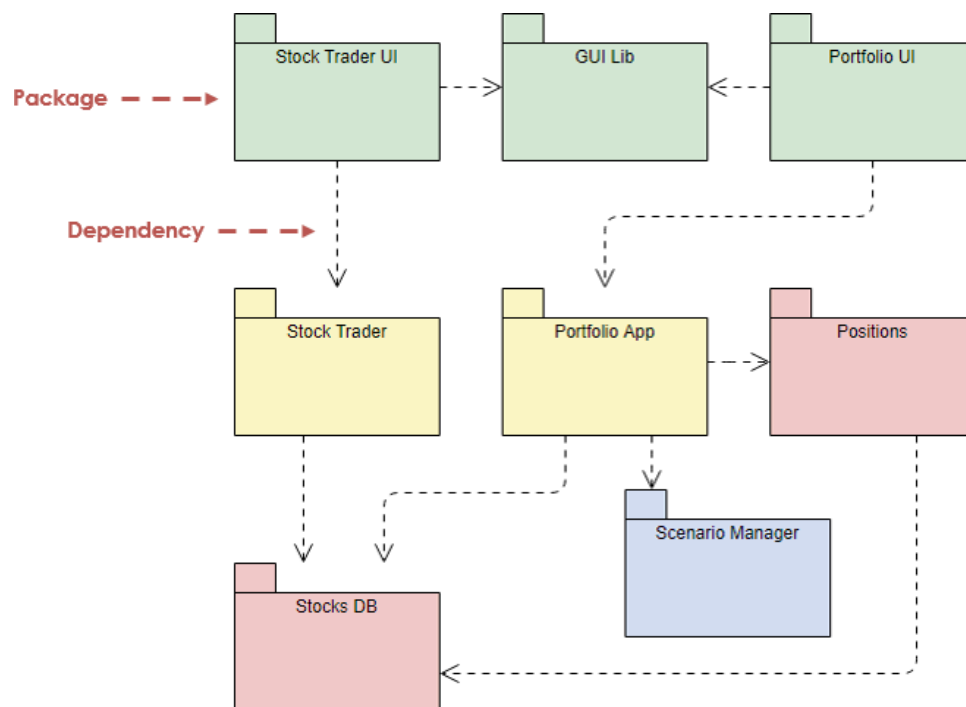 Stock Trader UI
GUI Lib
Portfolio UI
Package
Dependency
Stock Trader
Portfolio App
Positions
Scenario Manager
Stocks DB